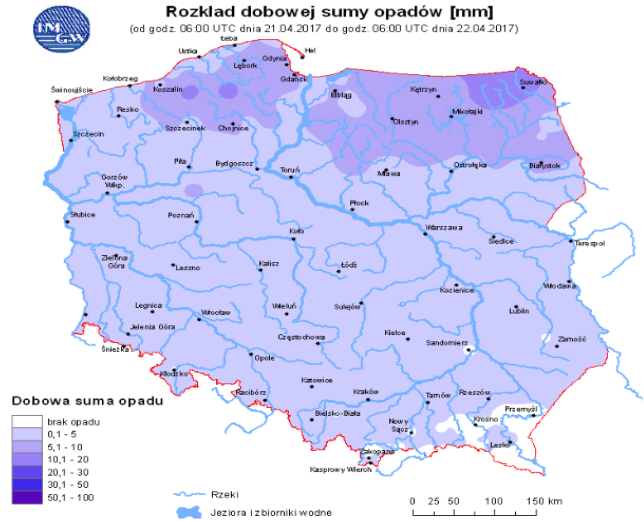 Rozkład dobowej sumy opadów [mm]
(od godz. 06:00 UTC dnia 21.04.2017 do godz. 06:00 UTC dnia 22.04.2017)
IM
GW
Łeba
Ustka
Hel
Lębork
Gdynia
Gdańsk
Kołobrzeg
Koszalin
Suwałki
Świnoujście
Elbląg
Kętrzyn
Resko
Mikołajki
Olsztyn
Szczecinek
Chojnice
Szczecin
Piła
Bydgoszcz
Toruń
Mława
Ostrołęka
Białystok
Gorzów
Wlkp.
Płock
Słubice
Poznań
Koło
Warszawa
Siedlce
Terespol
Zielona
Góra
Leszno
Kalisz
Łódź
Kozienice
Włodawa
Legnica
Wrocław
Wieluń
Sulejów
Lublin
Jelenia Góra
Śnieżka
Częstochowa
Kielce
Sandomierz
Zamość
Opole
Kłodzko
Racibórz
Katowice
Kraków
Tarnów
Rzeszów
Przemyśl
Bielsko-Biała
Nowy
Sącz
Krosno
Lesko
Zakopane
Kasprowy Wierch
Dobowa suma opadu
brak opadu
0,1 - 5
5,1 - 10
10,1 - 20
20,1 - 30
30,1 - 50
50,1 - 100
Rzeki
Jeziora i zbiorniki wodne
0 25 50 100 150 km